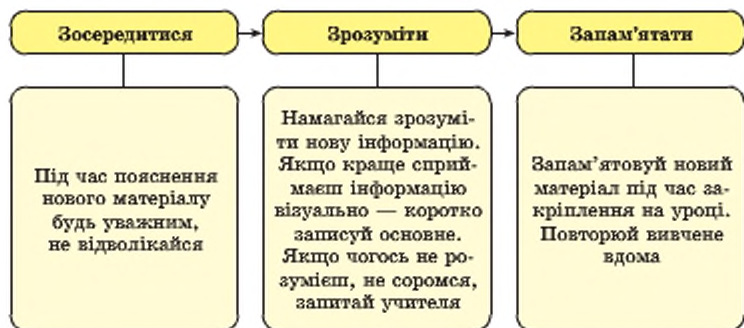 Зосередитися
Зрозуміти
Запам’ятати
Під час пояснення
нового матеріалу
будь уважним,
не відволікайся
Намагайся зрозумі-
ти нову інформацію.
Якщо краще сприй-
маєш інформацію
візуально — коротко
записуй основне.
Якщо чогось не ро-
зумієш, не соромся,
запитай учителя
Запам’ятовуй новий
матеріал під час за-
кріплення на уроці.
Повторюй вивчене
вдома